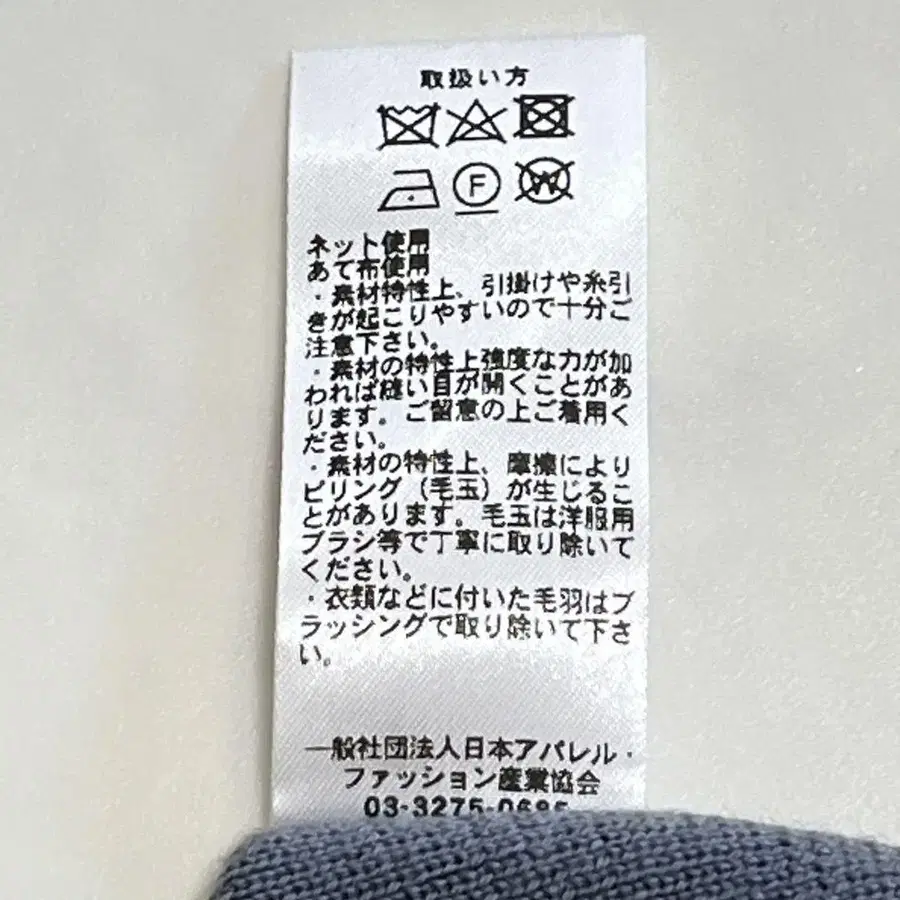 取扱い方
F
W
ネット使用
あて布使用
・素材特性上、引掛けや糸引
きが起こりやすいので十分ご
注意下さい。
・素材の特性上強度な力が加
われば縫い目が開くことがあ
ります。ご留意の上ご着用く
ださい。
・素材の特性上、摩擦により
ピリング（毛玉）が生じるこ
とがあります。毛玉は洋服用
ブラシ等で丁寧に取り除いて
ください。
・衣類などに付いた毛羽はブ
ラッシングで取り除いて下さ
い。
一般社団法人日本アパレル・
ファッション産業協会
03-3275-0685